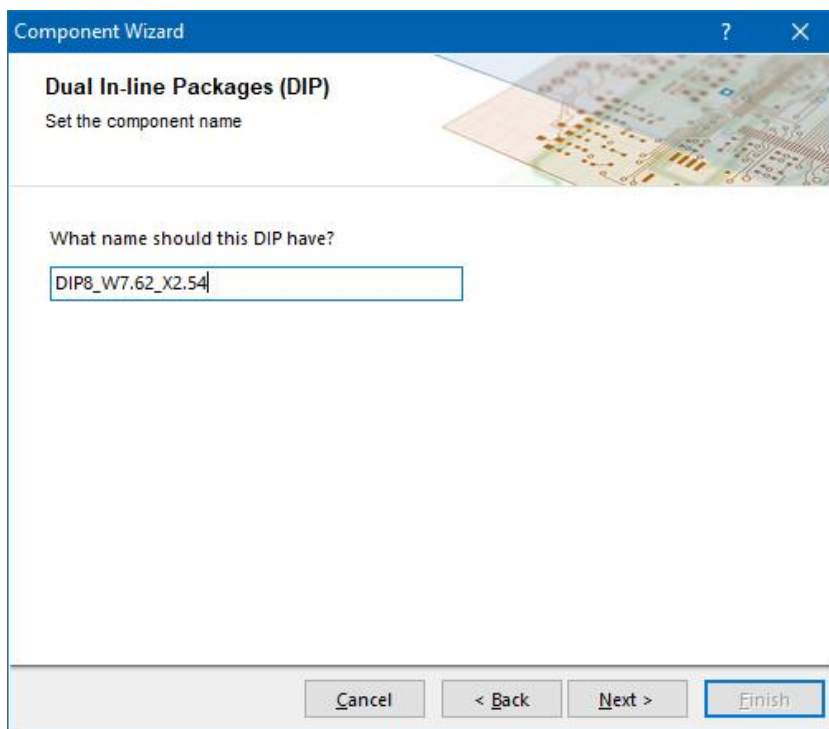 Component Wizard
?
Dual In-line Packages (DIP)
Set the component name
What name should this DIP have?
DIP8_W7.62_X2.54
Cancel
< Back
Next >
Finish